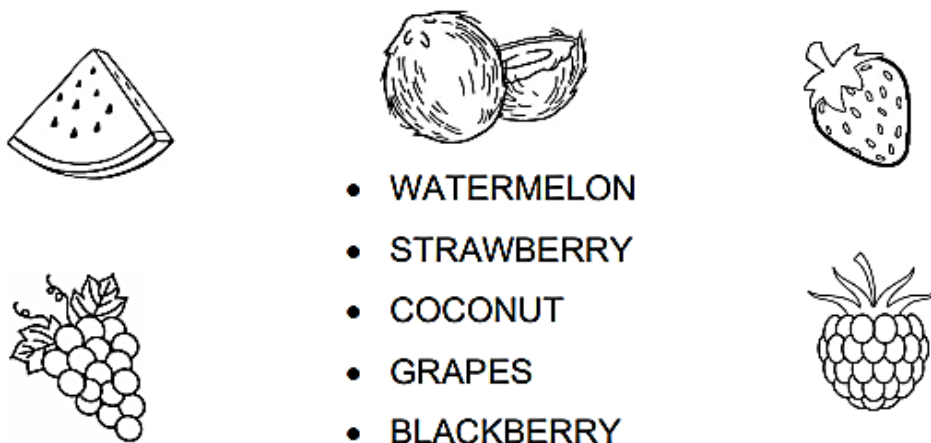 • WATERMELON
• STRAWBERRY
• COCONUT
• GRAPES
• BLACKBERRY